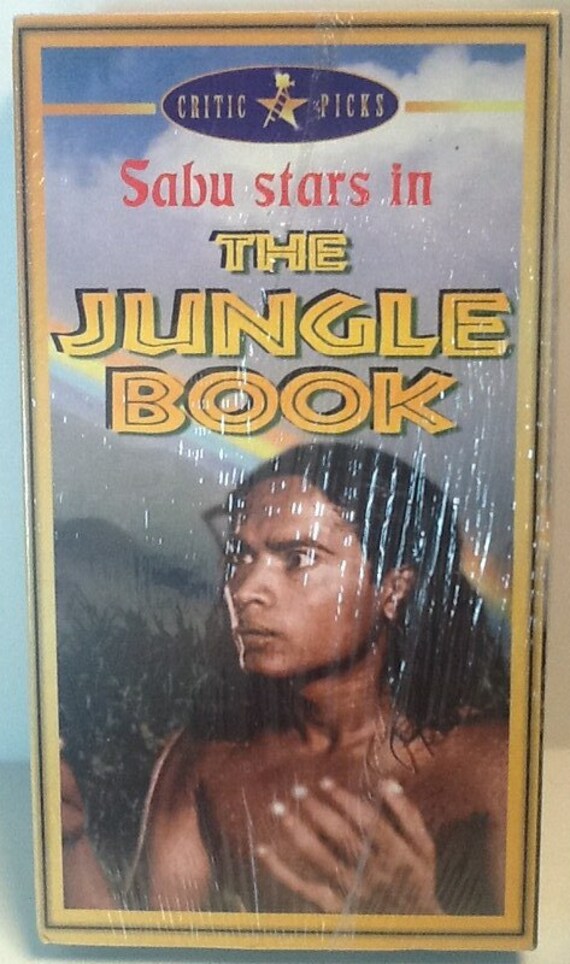 CRITIC PICKS
Sabu stars in
THE
JUNGLE
BOOK